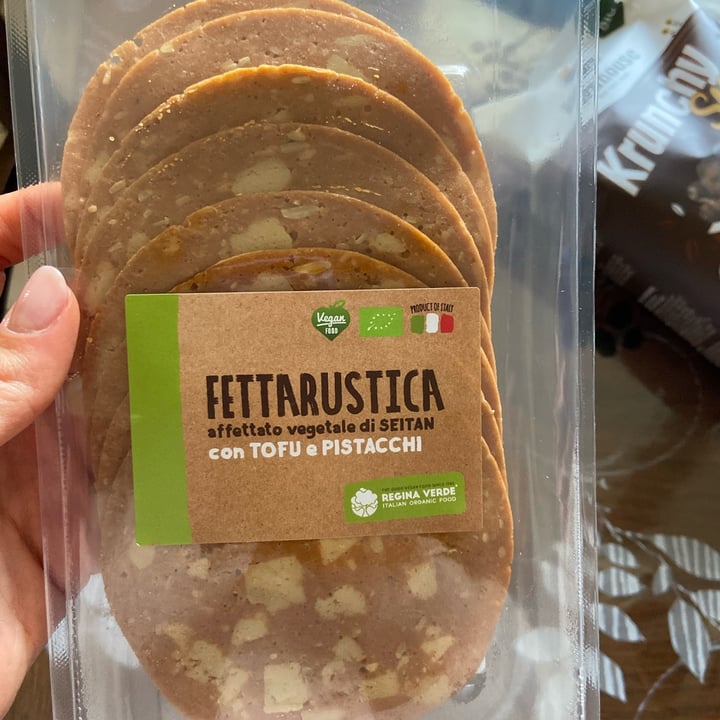 Vegan
FOOD
PRODUCT OF ITALY
FETTARUSTICA
affettato vegetale di SEITAN
con TOFU e PISTACCHI
REGINA VERDE
ITALIAN ORGANIC FOOD
Krunchy